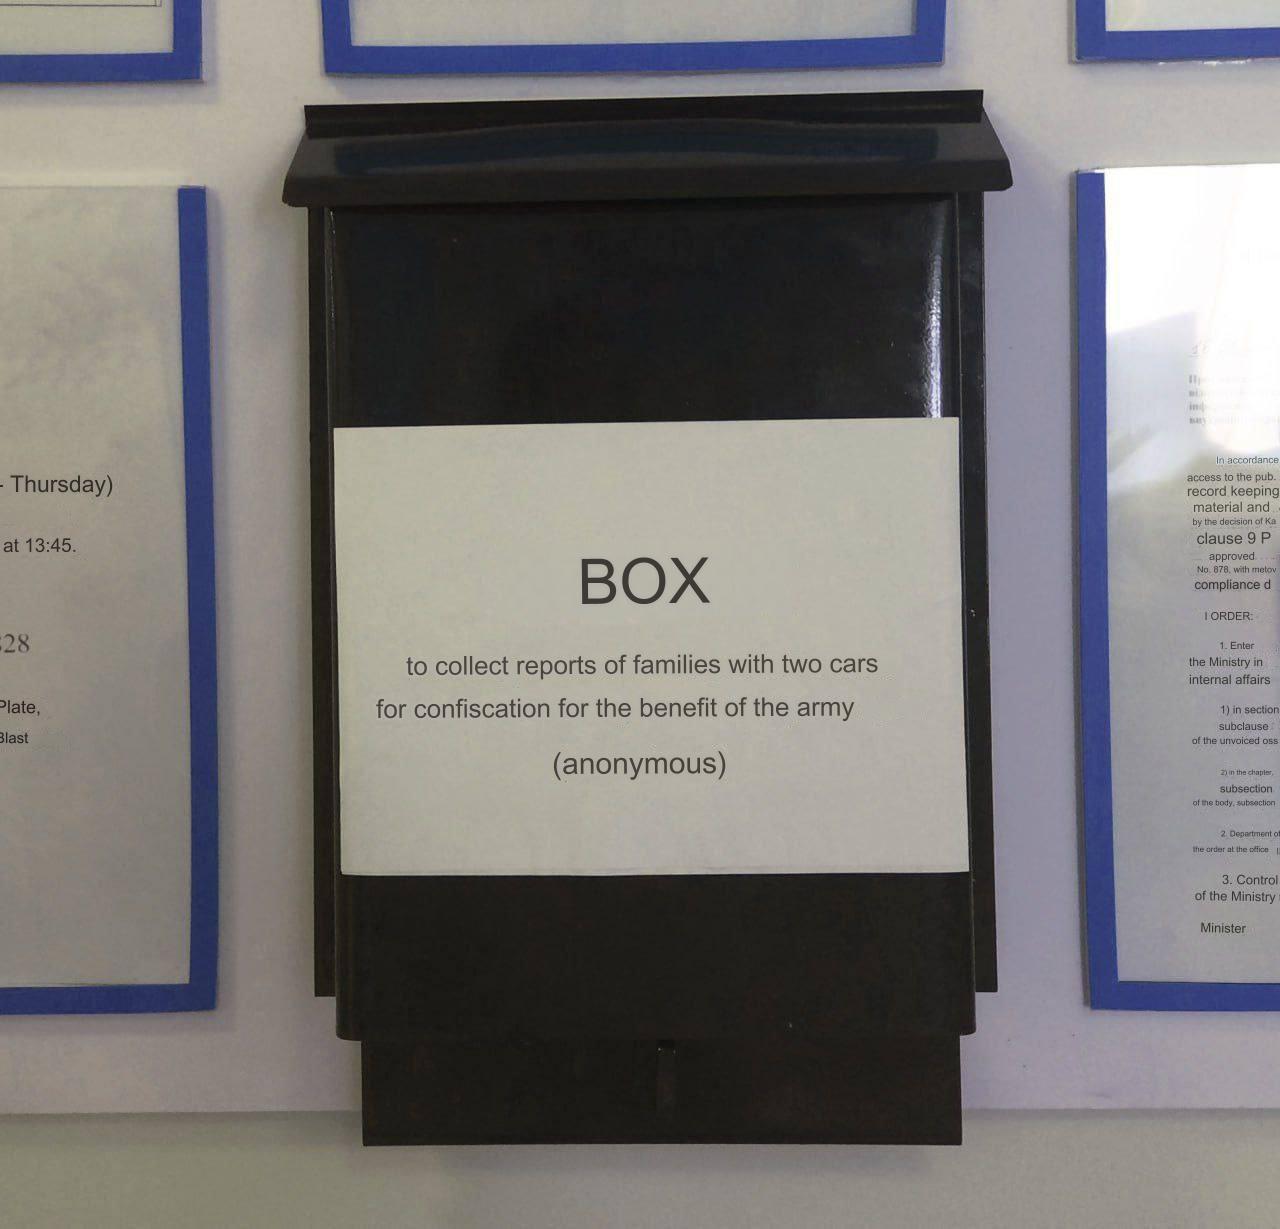 - Thursday)
at 13:45.
828
Plate,
Blast
BOX
to collect reports of families with two cars
for confiscation for the benefit of the army
(anonymous)
In accordance
access to the pub.
record keeping
material and
by the decision of Ka
clause 9 P
approved
No. 878, with metov
compliance d
I ORDER:
1. Enter
the Ministry in
internal affairs
1) in section
subclause
of the unvoiced oss
2) in the chapter,
subsection
of the body, subsection
2. Department of
the order at the office
3. Control
of the Ministry
Minister